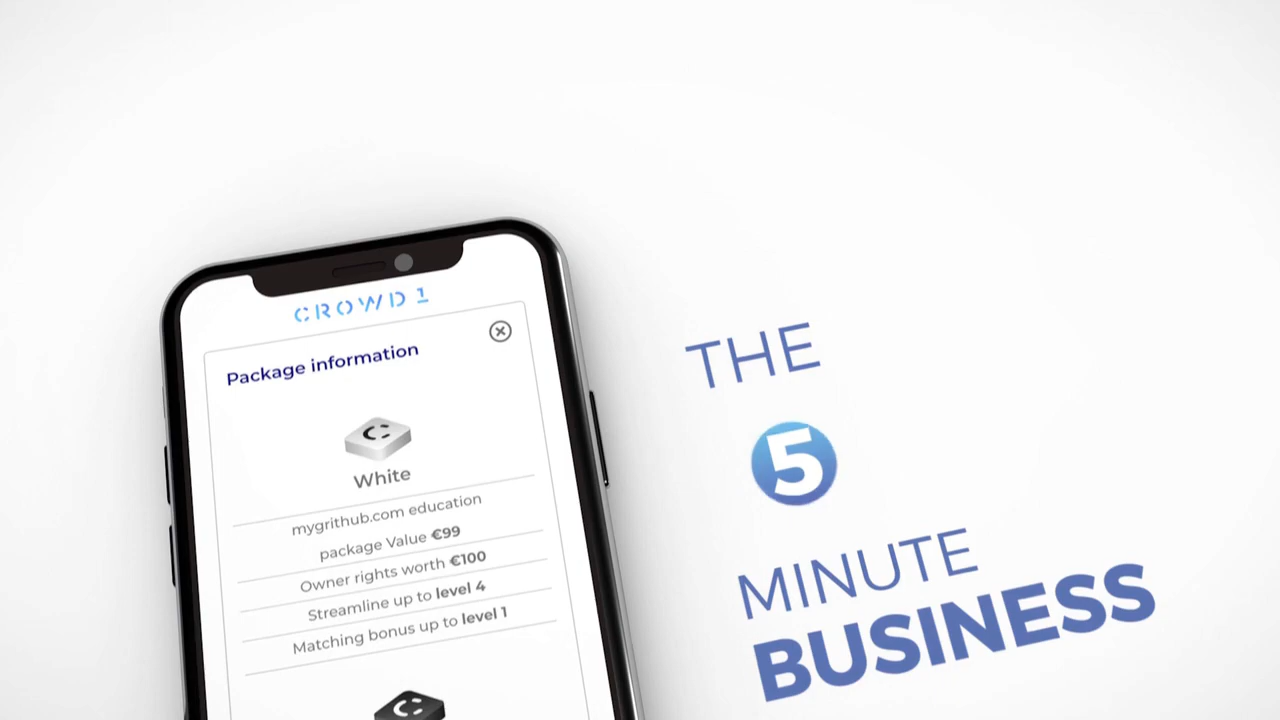 CROWD 1
Package information
White
mygrithub.com education
package Value €99
Owner rights worth €100
Streamline up to level 4
Matching bonus up to level 1
THE
5
MINUTE
BUSINESS